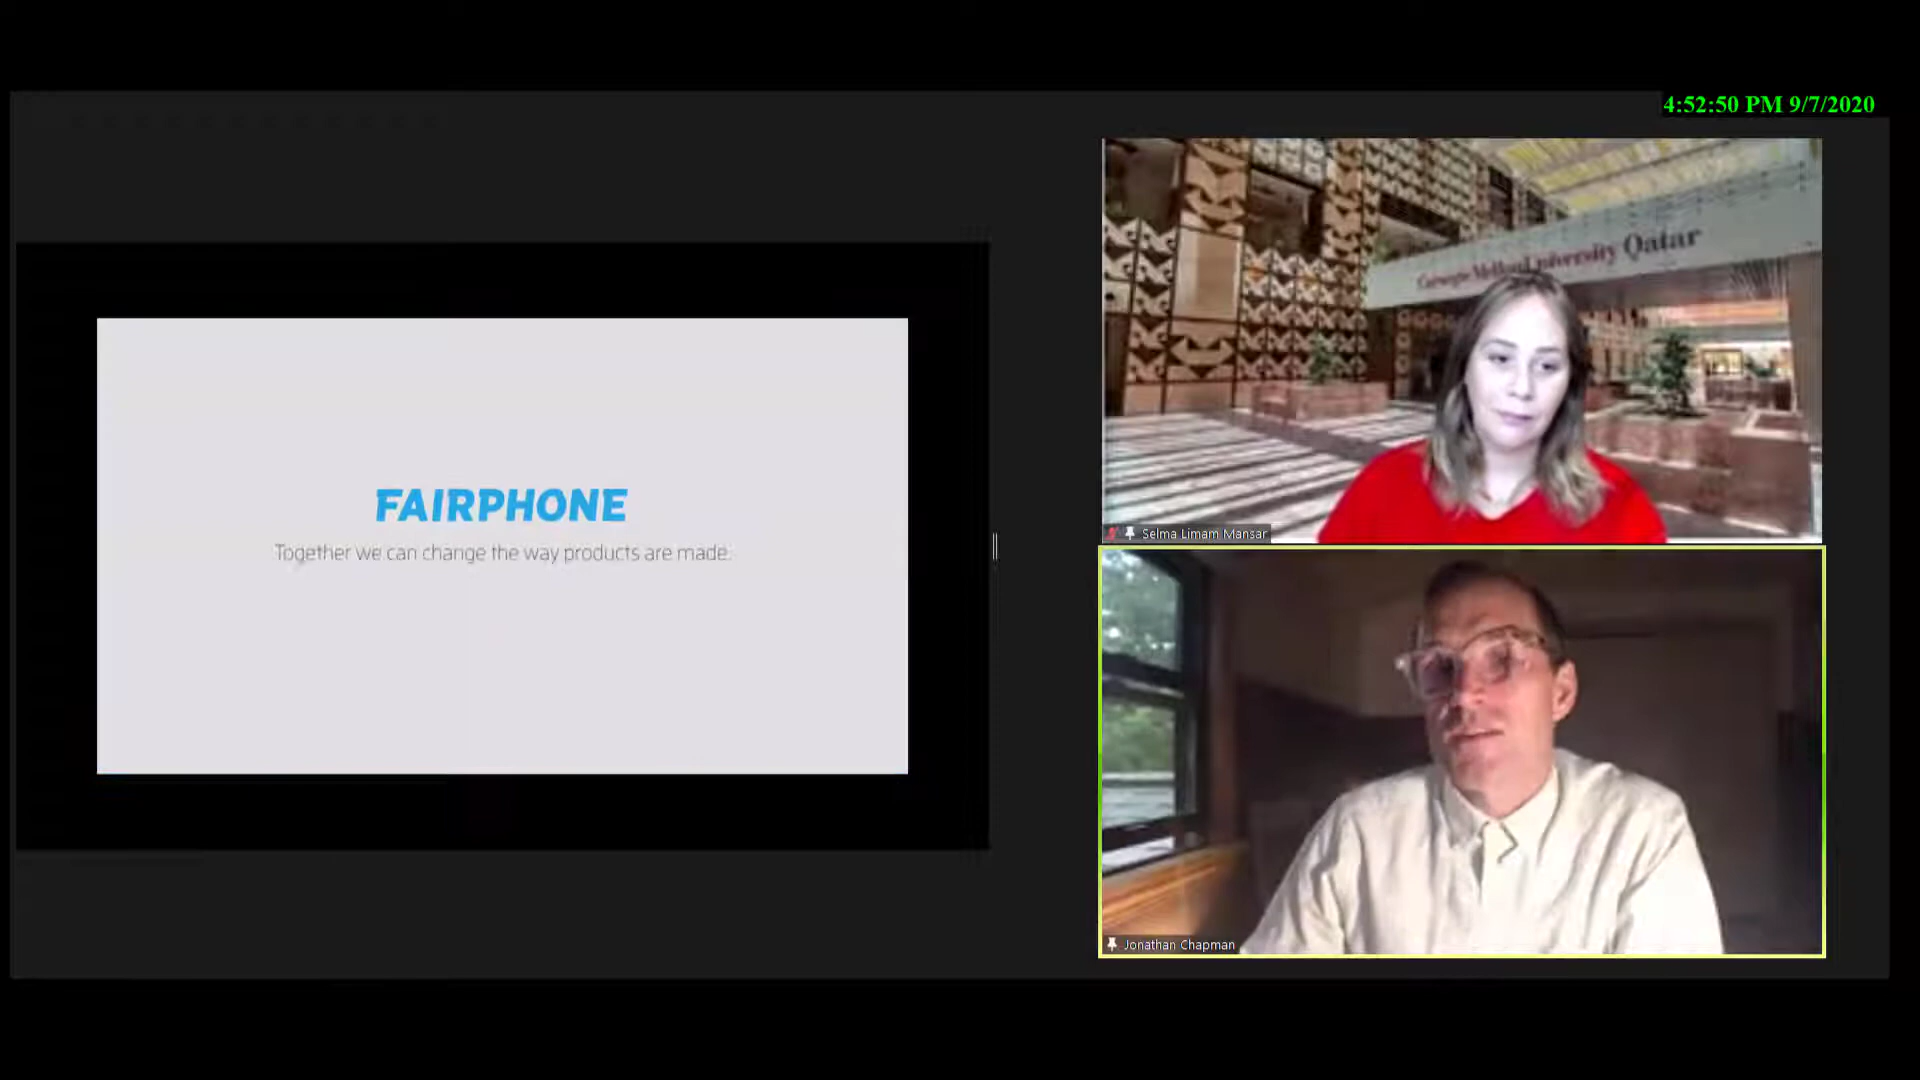 4:52:50 PM 9/7/2020
Carnegie Mellon University Qatar
FAIRPHONE
Together we can change the way products are made.
Selma Limam Mansar
Jonathan Chapman